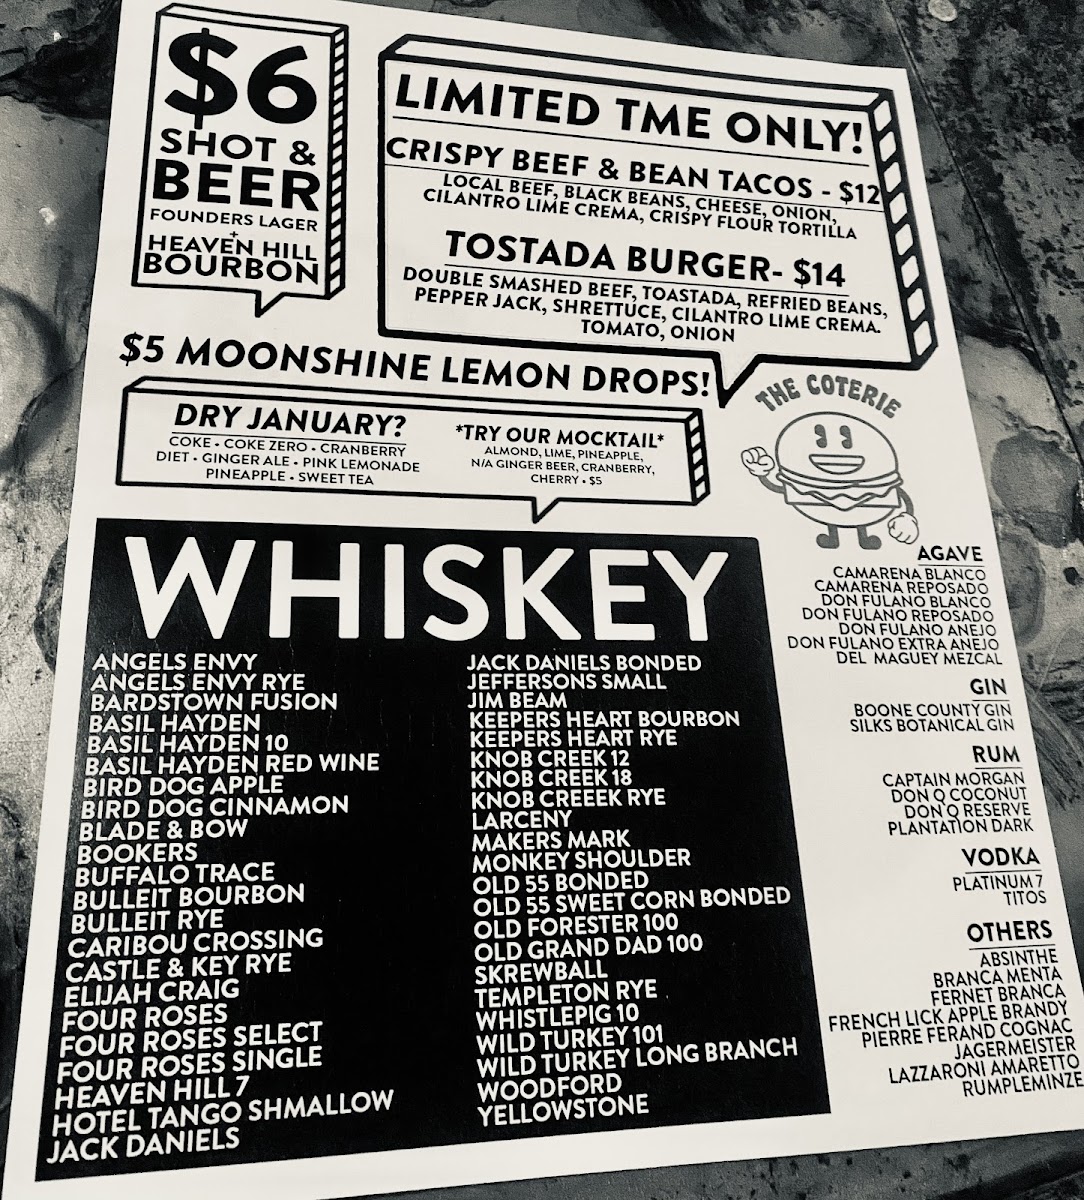 $6
SHOT &
BEER
FOUNDERS LAGER
+
HEAVEN HILL
BOURBON
LIMITED TME ONLY!
CRISPY BEEF & BEAN TACOS - $12
LOCAL BEEF, BLACK BEANS, CHEESE, ONION,
CILANTRO LIME CREMA, CRISPY FLOUR TORTILLA
TOSTADA BURGER- $14
DOUBLE SMASHED BEEF, TOASTADA, REFRIED BEANS,
PEPPER JACK, SHRETTUCE, CILANTRO LIME CREMA.
TOMATO, ONION
$5 MOONSHINE LEMON DROPS!
DRY JANUARY?
COKE • COKE ZERO • CRANBERRY
DIET • GINGER ALE • PINK LEMONADE
PINEAPPLE • SWEET TEA
*TRY OUR MOCKTAIL*
ALMOND, LIME, PINEAPPLE,
N/A GINGER BEER, CRANBERRY,
CHERRY • $5
THE COTERIE
WHISKEY
ANGELS ENVY
ANGELS ENVY RYE
BARDSTOWN FUSION
BASIL HAYDEN
BASIL HAYDEN 10
BASIL HAYDEN RED WINE
BIRD DOG APPLE
BIRD DOG CINNAMON
BLADE & BOW
BOOKERS
BUFFALO TRACE
BULLEIT BOURBON
BULLEIT RYE
CARIBOU CROSSING
CASTLE & KEY RYE
ELIJAH CRAIG
FOUR ROSES
FOUR ROSES SELECT
FOUR ROSES SINGLE
HEAVEN HILL 7
HOTEL TANGO SHMALLOW
JACK DANIELS
JACK DANIELS BONDED
JEFFERSONS SMALL
JIM BEAM
KEEPERS HEART BOURBON
KEEPERS HEART RYE
KNOB CREEK 12
KNOB CREEK 18
KNOB CREEEK RYE
LARCENY
MAKERS MARK
MONKEY SHOULDER
OLD 55 BONDED
OLD 55 SWEET CORN BONDED
OLD FORESTER 100
OLD GRAND DAD 100
SKREWBALL
TEMPLETON RYE
WHISTLEPIG 10
WILD TURKEY 101
WILD TURKEY LONG BRANCH
WOODFORD
YELLOWSTONE
AGAVE
CAMARENA BLANCO
CAMARENA REPOSADO
DON FULANO BLANCO
DON FULANO REPOSADO
DON FULANO ANEJO
DON FULANO EXTRA ANEJO
DEL MAGUEY MEZCAL
GIN
BOONE COUNTY GIN
SILKS BOTANICAL GIN
RUM
CAPTAIN MORGAN
DON Q COCONUT
DON Q RESERVE
PLANTATION DARK
VODKA
PLATINUM 7
TITOS
OTHERS
ABSINTHE
BRANCA MENTA
FERNET BRANCA
FRENCH LICK APPLE BRANDY
PIERRE FERAND COGNAC
JAGERMEISTER
LAZZARONI AMARETTO
RUMPLEMINZE